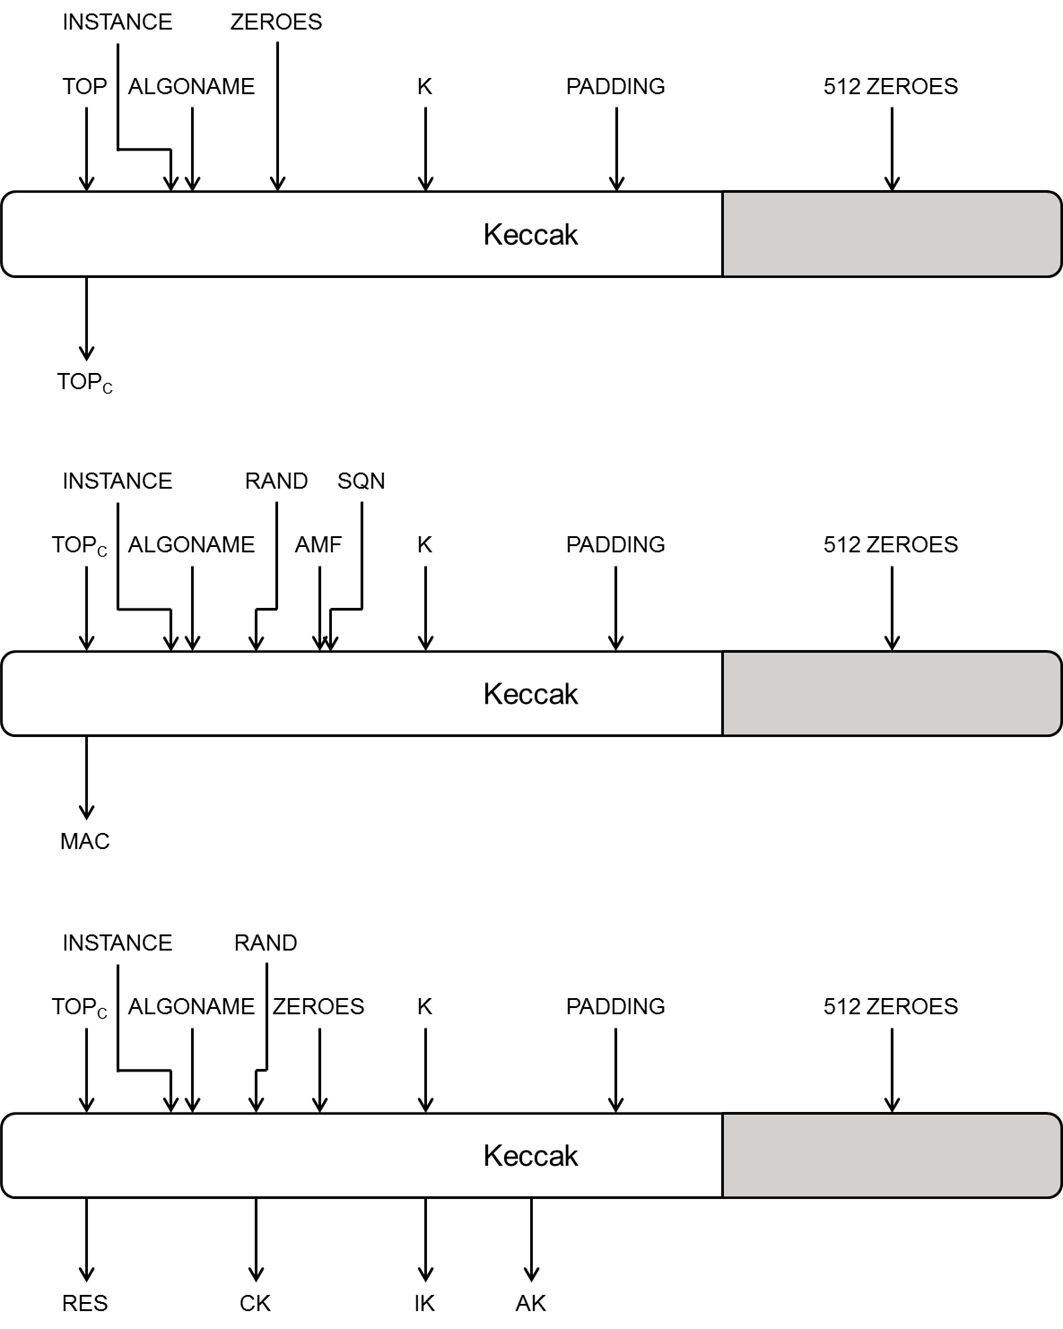 INSTANCE ZEROES
TOP ALGONAME K PADDING 512 ZEROES
Keccak
TOPC
INSTANCE RAND SQN
TOPC ALGONAME AMF K PADDING 512 ZEROES
Keccak
MAC
INSTANCE RAND
TOPC ALGONAME ZEROES K PADDING 512 ZEROES
Keccak
RES CK IK AK